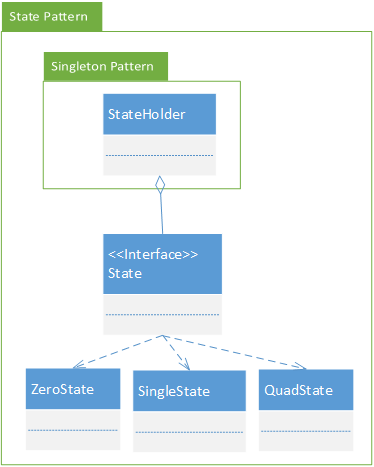 State Pattern
Singleton Pattern
StateHolder
<<Interface>>
State
ZeroState
SingleState
QuadState